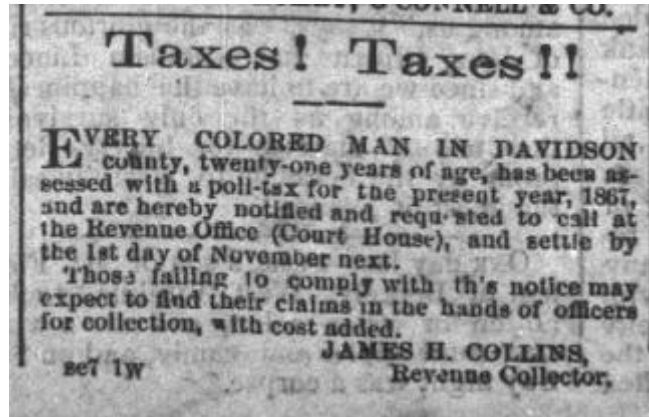 O'CONNELL & CO.
Taxes! Taxes!!
EVERY COLORED MAN IN DAVIDSON
county, twenty-one years of age, has been as-
sessed with a poll-tax for the present year, 1867,
and are hereby notified and requested to call at
the Revenue Office (Court House), and settle by
the 1st day of November next.
Those failing to comply with th's notice may
expect to find their claims in the hands of officers
for collection, with cost added.
JAMES H. COLLINS,
se7 1w Revenue Collector.